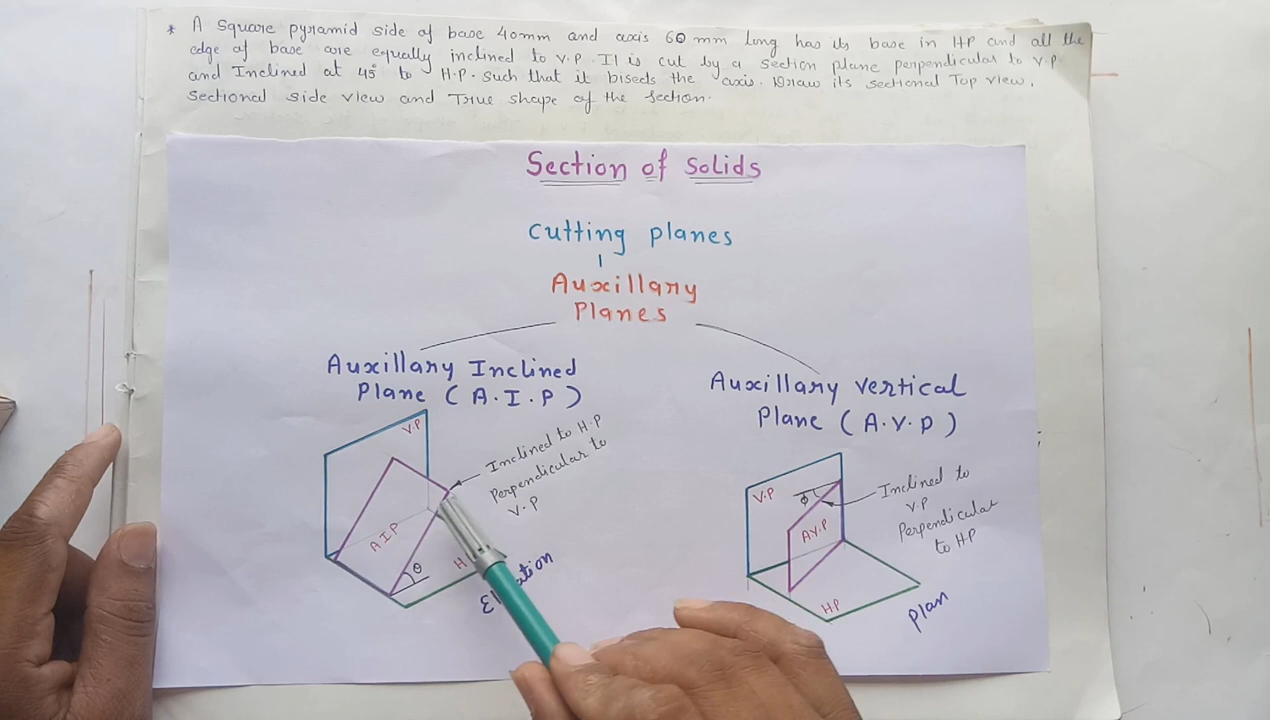 * A Square pyramid side of base 40mm and axis 60mm long has its base in HP and all the
edge of base are equally inclined to V.P. It is cut by a section plane perpendicular to V.P
and Inclined at 45° to H.P. such that it bisects the axis. Draw its sectional Top view,
sectional side view and True shape of the section.
Section of Solids
Cutting planes
Auxillary
Planes
Auxillary Inclined
Plane (A.I.P)
V.P
Inclined to H.P
Perpendicular to
V.P
A I P
θ
H
Auxillary vertical
Plane (A.V.P)
V.P
Φ
Inclined to
V.P
Perpendicular
to HP
A.V.P
HP
Plan